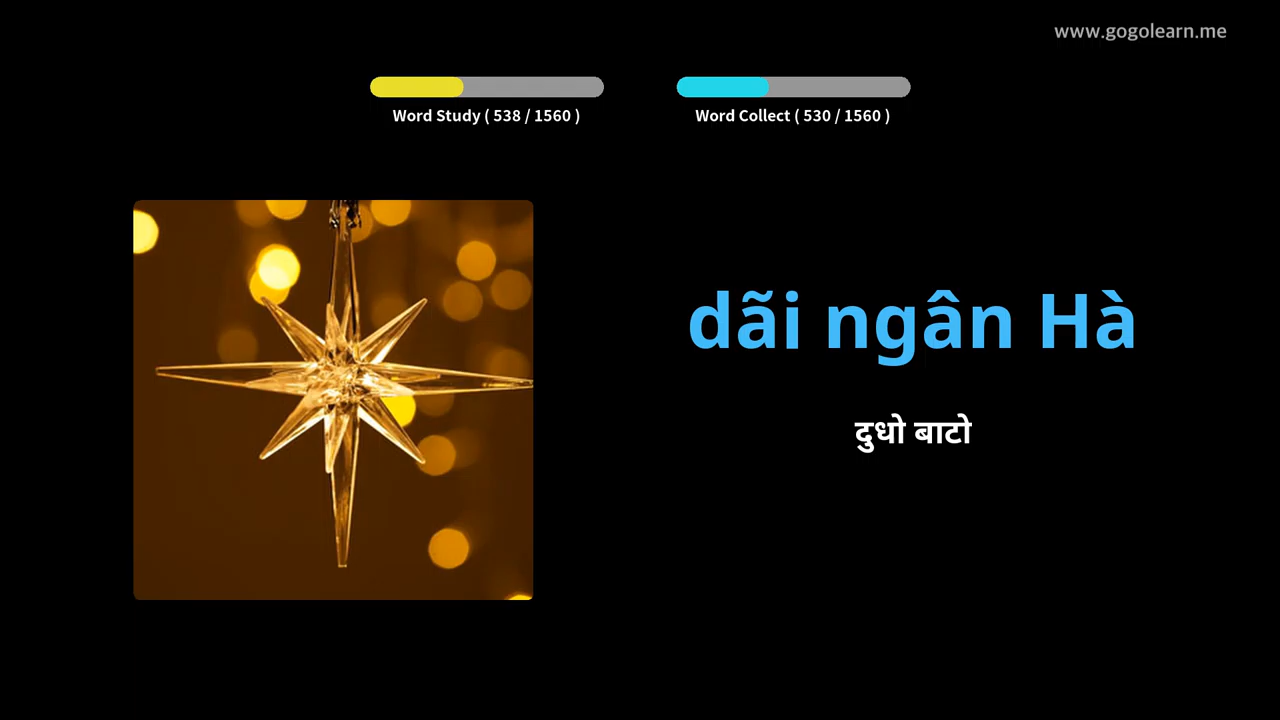 www.gogolearn.me
Word Study ( 538 / 1560 )
Word Collect ( 530 / 1560 )
dãi ngân Hà
दुधो बाटो